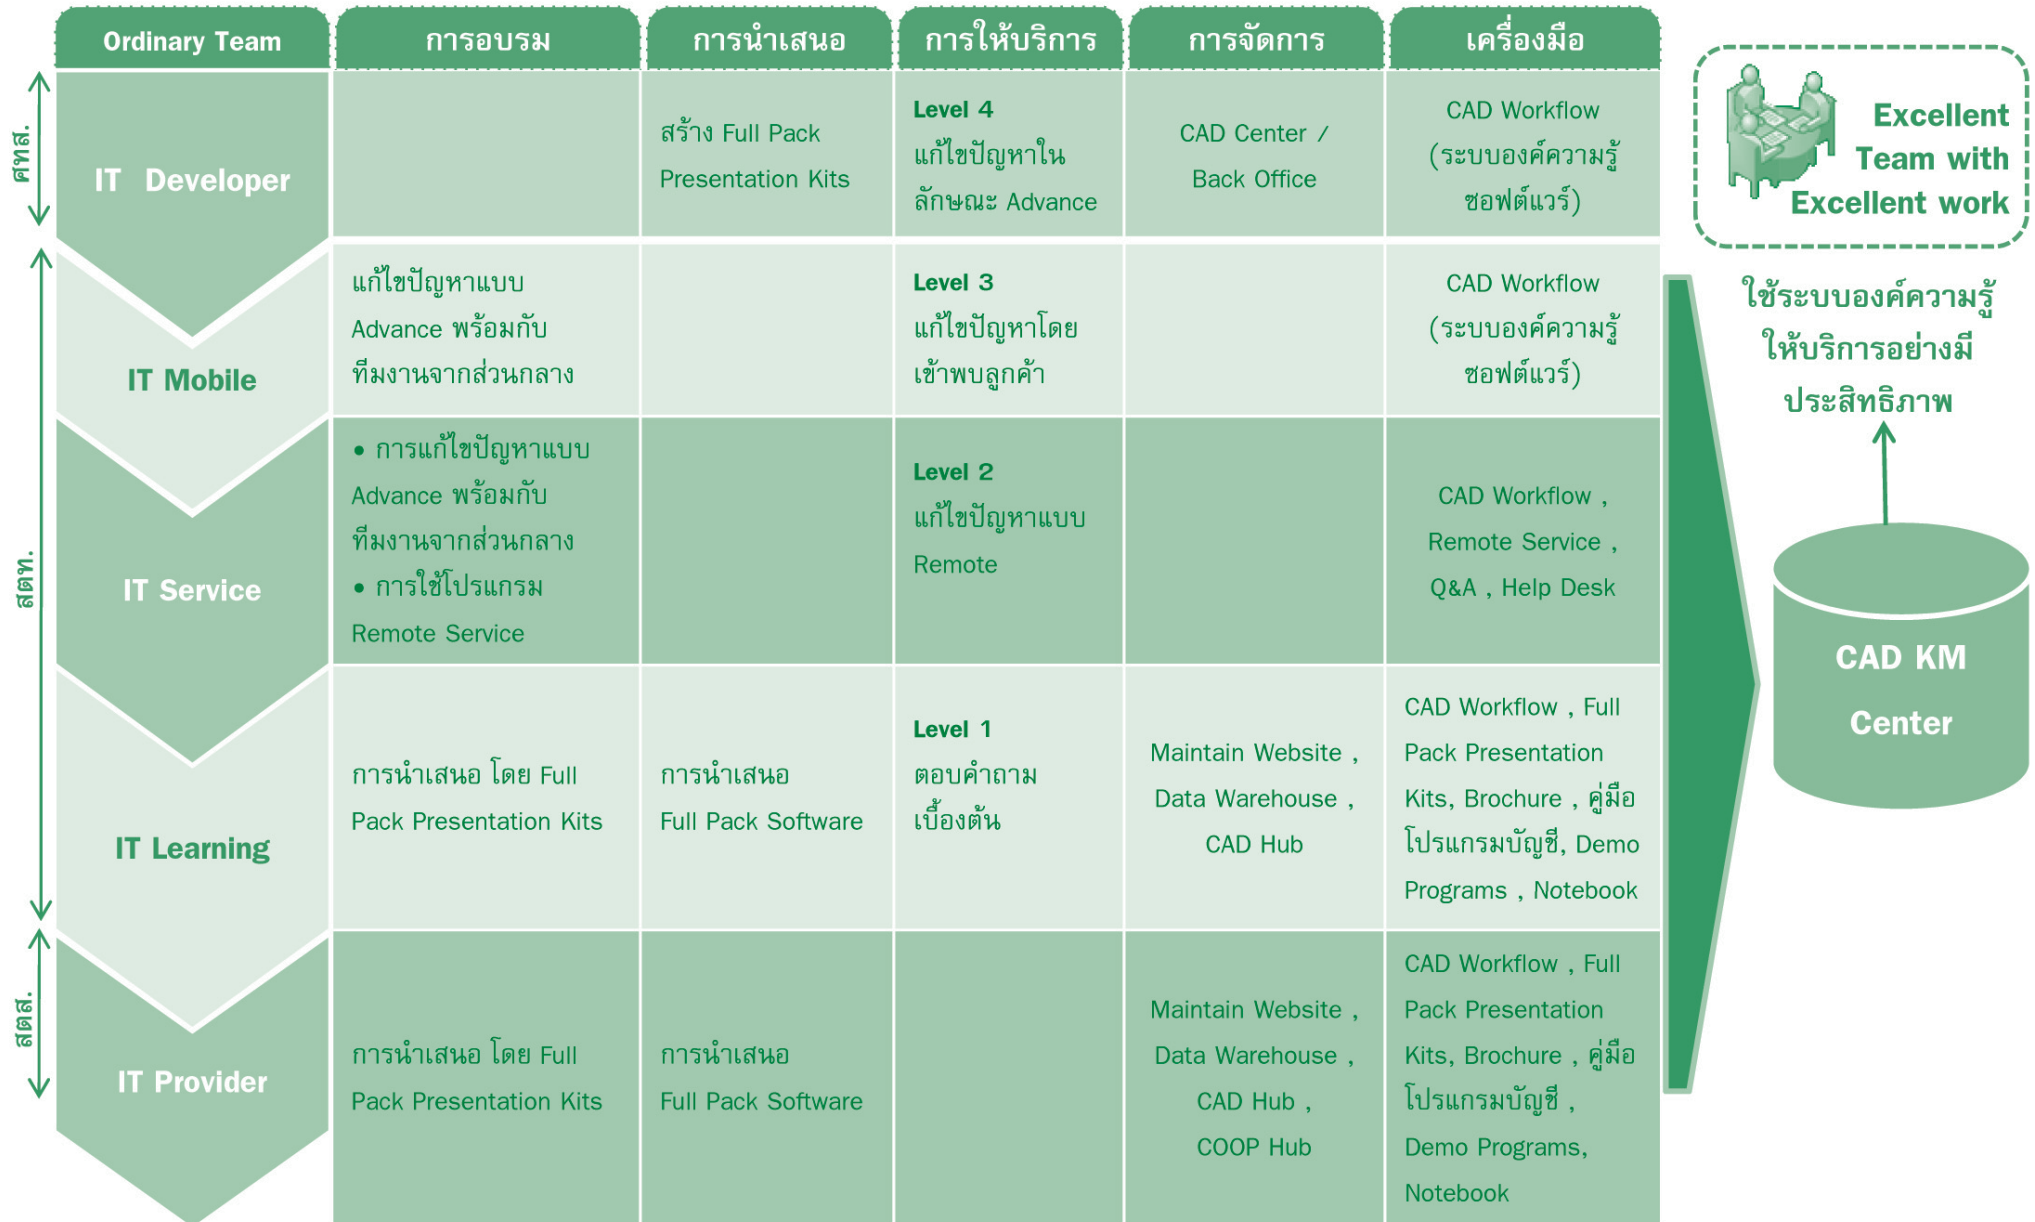 Ordinary Team
การอบรม
การนำเสนอ
การให้บริการ
การจัดการ
เครื่องมือ
ศทส.
IT Developer
สร้าง Full Pack
Presentation Kits
Level 4
แก้ไขปัญหาใน
ลักษณะ Advance
CAD Center /
Back Office
CAD Workflow
(ระบบองค์ความรู้
ซอฟต์แวร์)
สตท.
IT Mobile
แก้ไขปัญหาแบบ
Advance พร้อมกับ
ทีมงานจากส่วนกลาง
Level 3
แก้ไขปัญหาโดย
เข้าพบลูกค้า
CAD Workflow
(ระบบองค์ความรู้
ซอฟต์แวร์)
IT Service
• การแก้ไขปัญหาแบบ
Advance พร้อมกับ
ทีมงานจากส่วนกลาง
• การใช้โปรแกรม
Remote Service
Level 2
แก้ไขปัญหาแบบ
Remote
CAD Workflow ,
Remote Service ,
Q&A , Help Desk
IT Learning
การนำเสนอ โดย Full
Pack Presentation Kits
การนำเสนอ
Full Pack Software
Level 1
ตอบคำถาม
เบื้องต้น
Maintain Website ,
Data Warehouse ,
CAD Hub
CAD Workflow , Full
Pack Presentation
Kits, Brochure , คู่มือ
โปรแกรมบัญชี, Demo
Programs , Notebook
สตส.
IT Provider
การนำเสนอ โดย Full
Pack Presentation Kits
การนำเสนอ
Full Pack Software
Maintain Website ,
Data Warehouse ,
CAD Hub ,
COOP Hub
CAD Workflow , Full
Pack Presentation
Kits, Brochure , คู่มือ
โปรแกรมบัญชี ,
Demo Programs,
Notebook
Excellent
Team with
Excellent work
ใช้ระบบองค์ความรู้
ให้บริการอย่างมี
ประสิทธิภาพ
CAD KM
Center